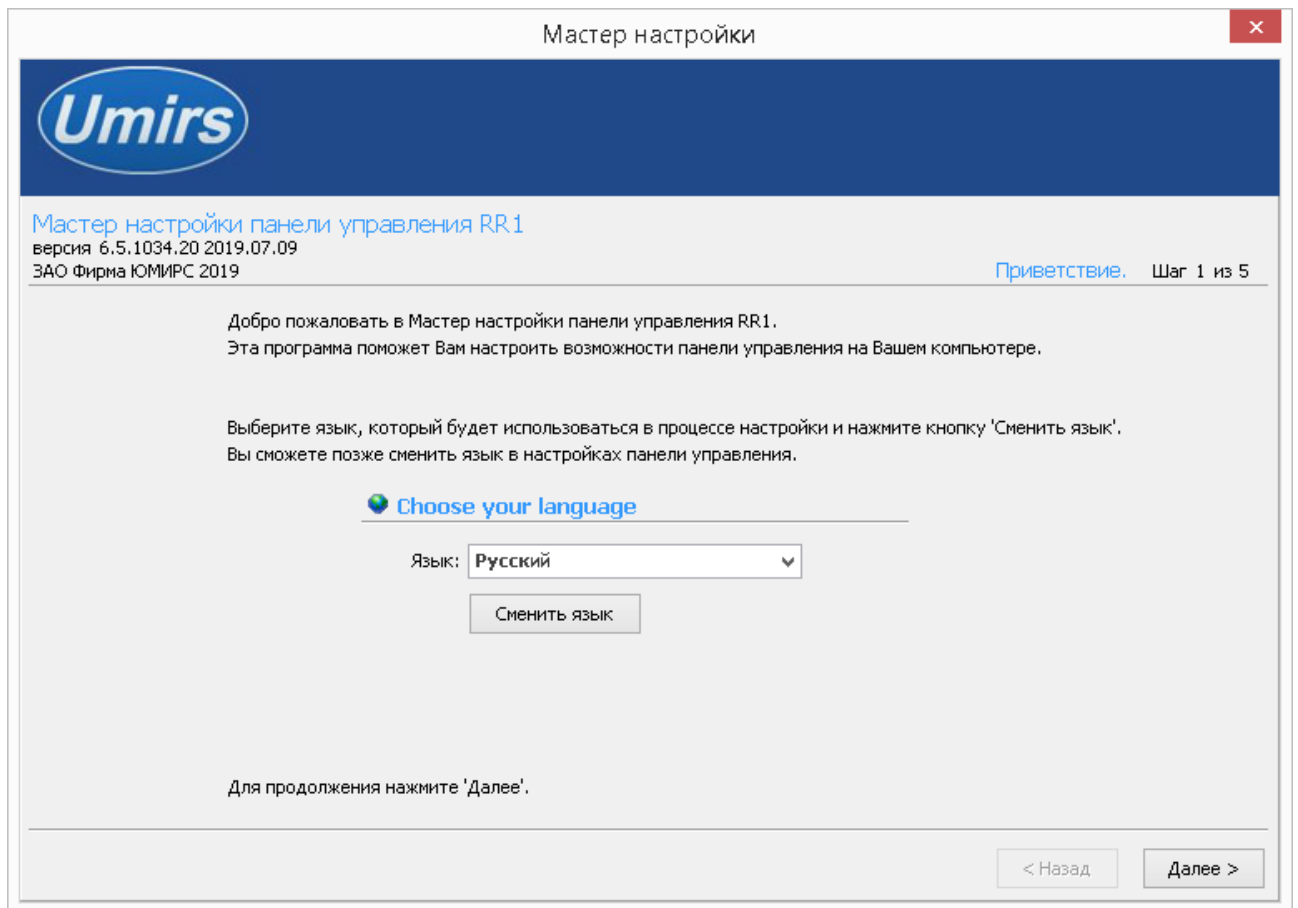 Мастер настройки
Umirs
Мастер настройки панели управления RR1
версия 6.5.1034.20 2019.07.09
ЗАО Фирма ЮМИРС 2019
Приветствие. Шаг 1 из 5
Добро пожаловать в Мастер настройки панели управления RR1.
Эта программа поможет Вам настроить возможности панели управления на Вашем компьютере.
Выберите язык, который будет использоваться в процессе настройки и нажмите кнопку 'Сменить язык'.
Вы сможете позже сменить язык в настройках панели управления.
Choose your language
Язык: Русский
Сменить язык
Для продолжения нажмите 'Далее'.
< Назад Далее >